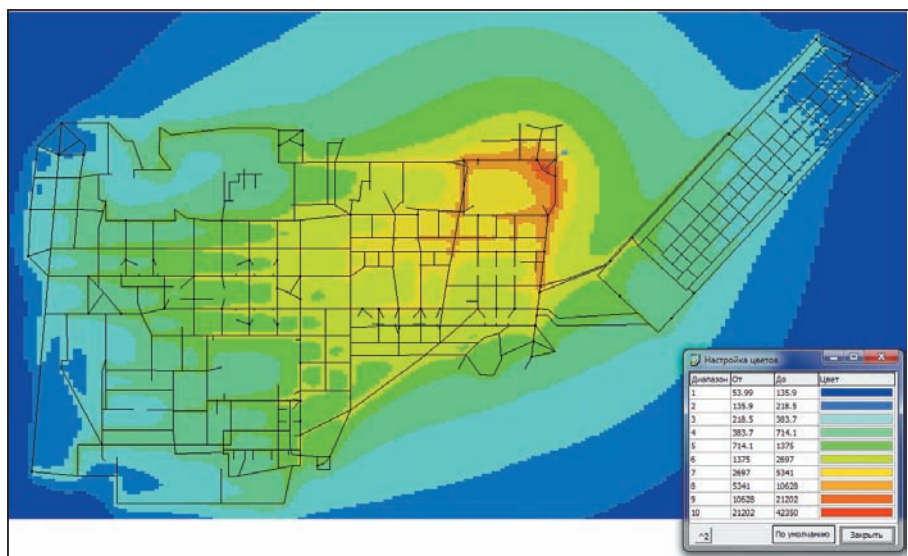 Настройка цветов
Диапазон От До Цвет
1 53.99 135.9
2 135.9 218.5
3 218.5 383.7
4 383.7 714.1
5 714.1 1375
6 1375 2697
7 2697 5341
8 5341 10628
9 10628 21202
10 21202 42350
^2 По умолчанию Закрыть